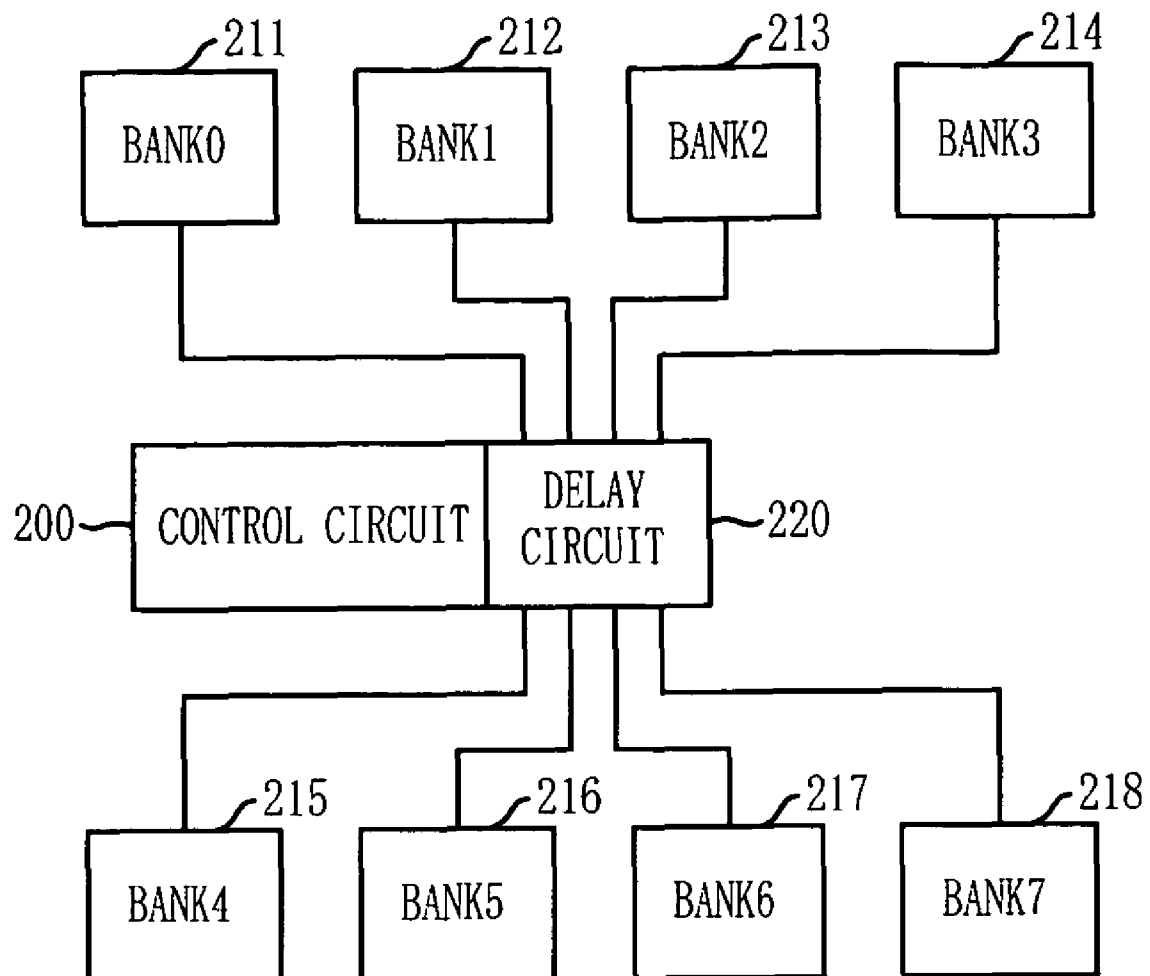 211 212 213 214
BANK0 BANK1 BANK2 BANK3
200 CONTROL CIRCUIT DELAY CIRCUIT 220
215 216 217 218
BANK4 BANK5 BANK6 BANK7